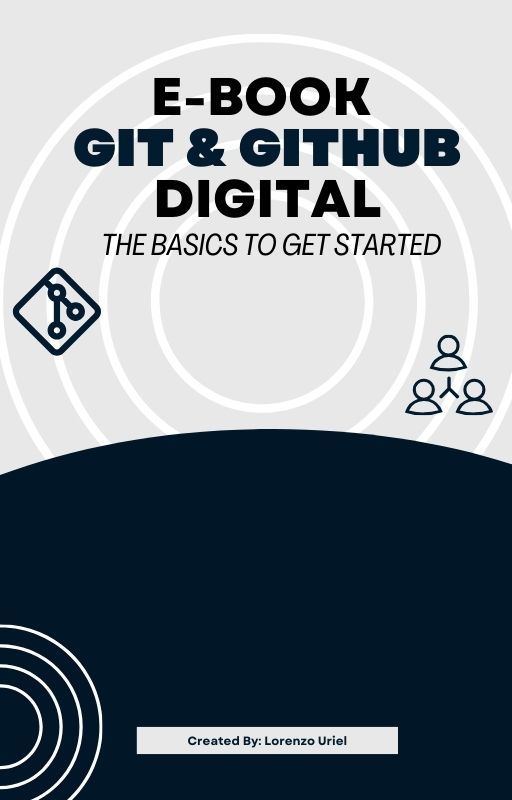 E-BOOK
GIT & GITHUB
DIGITAL
THE BASICS TO GET STARTED
Created By: Lorenzo Uriel